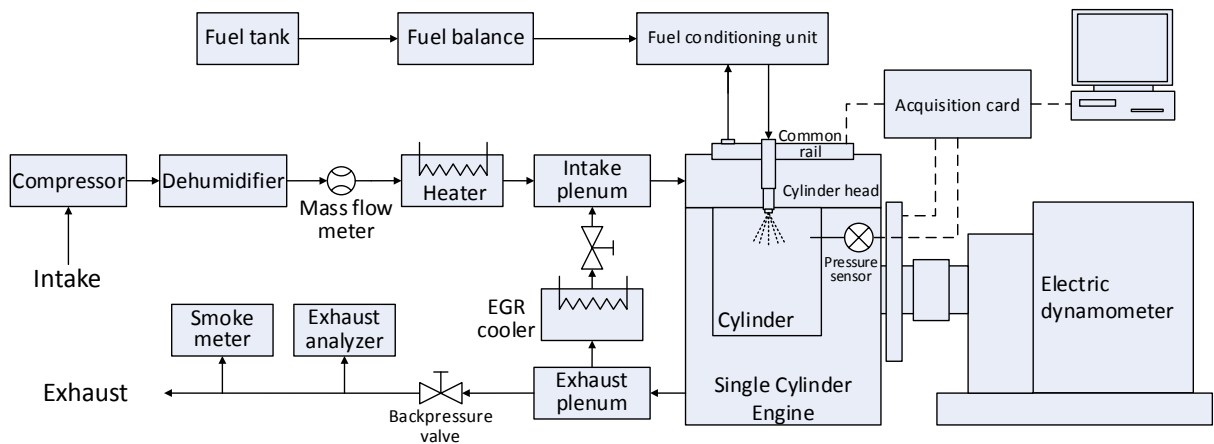 Fuel tank
Fuel balance
Fuel conditioning unit
Acquisition card
Common
rail
Compressor
Dehumidifier
Mass flow
meter
Heater
Intake
plenum
Cylinder head
Pressure
sensor
Intake
EGR
cooler
Cylinder
Electric
dynamometer
Smoke
meter
Exhaust
analyzer
Exhaust
Backpressure
valve
Exhaust
plenum
Single Cylinder
Engine